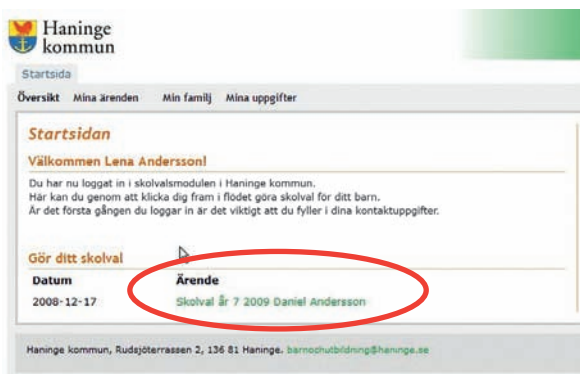 Haninge
kommun
Startsida
Översikt Mina ärenden Min familj Mina uppgifter
Startsidan
Välkommen Lena Andersson!
Du har nu loggat in i skolvalsmodulen i Haninge kommun.
Här kan du genom att klicka dig fram i flödet göra skolval för ditt barn.
Är det första gången du loggar in är det viktigt att du fyller i dina kontaktuppgifter.
Gör ditt skolval
Datum Ärende
2008-12-17 Skolval år 7 2009 Daniel Andersson
Haninge kommun, Rudsjöterrassen 2, 136 81 Haninge. barnochutbildning@haninge.se